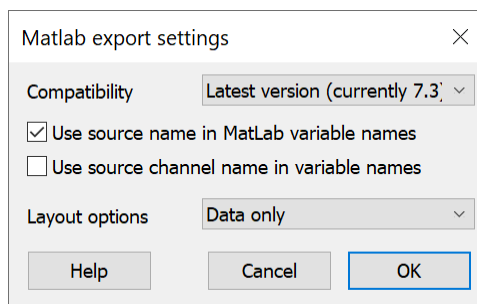 Matlab export settings
Compatibility Latest version (currently 7.3)
Use source name in MatLab variable names
Use source channel name in variable names
Layout options Data only
Help Cancel OK